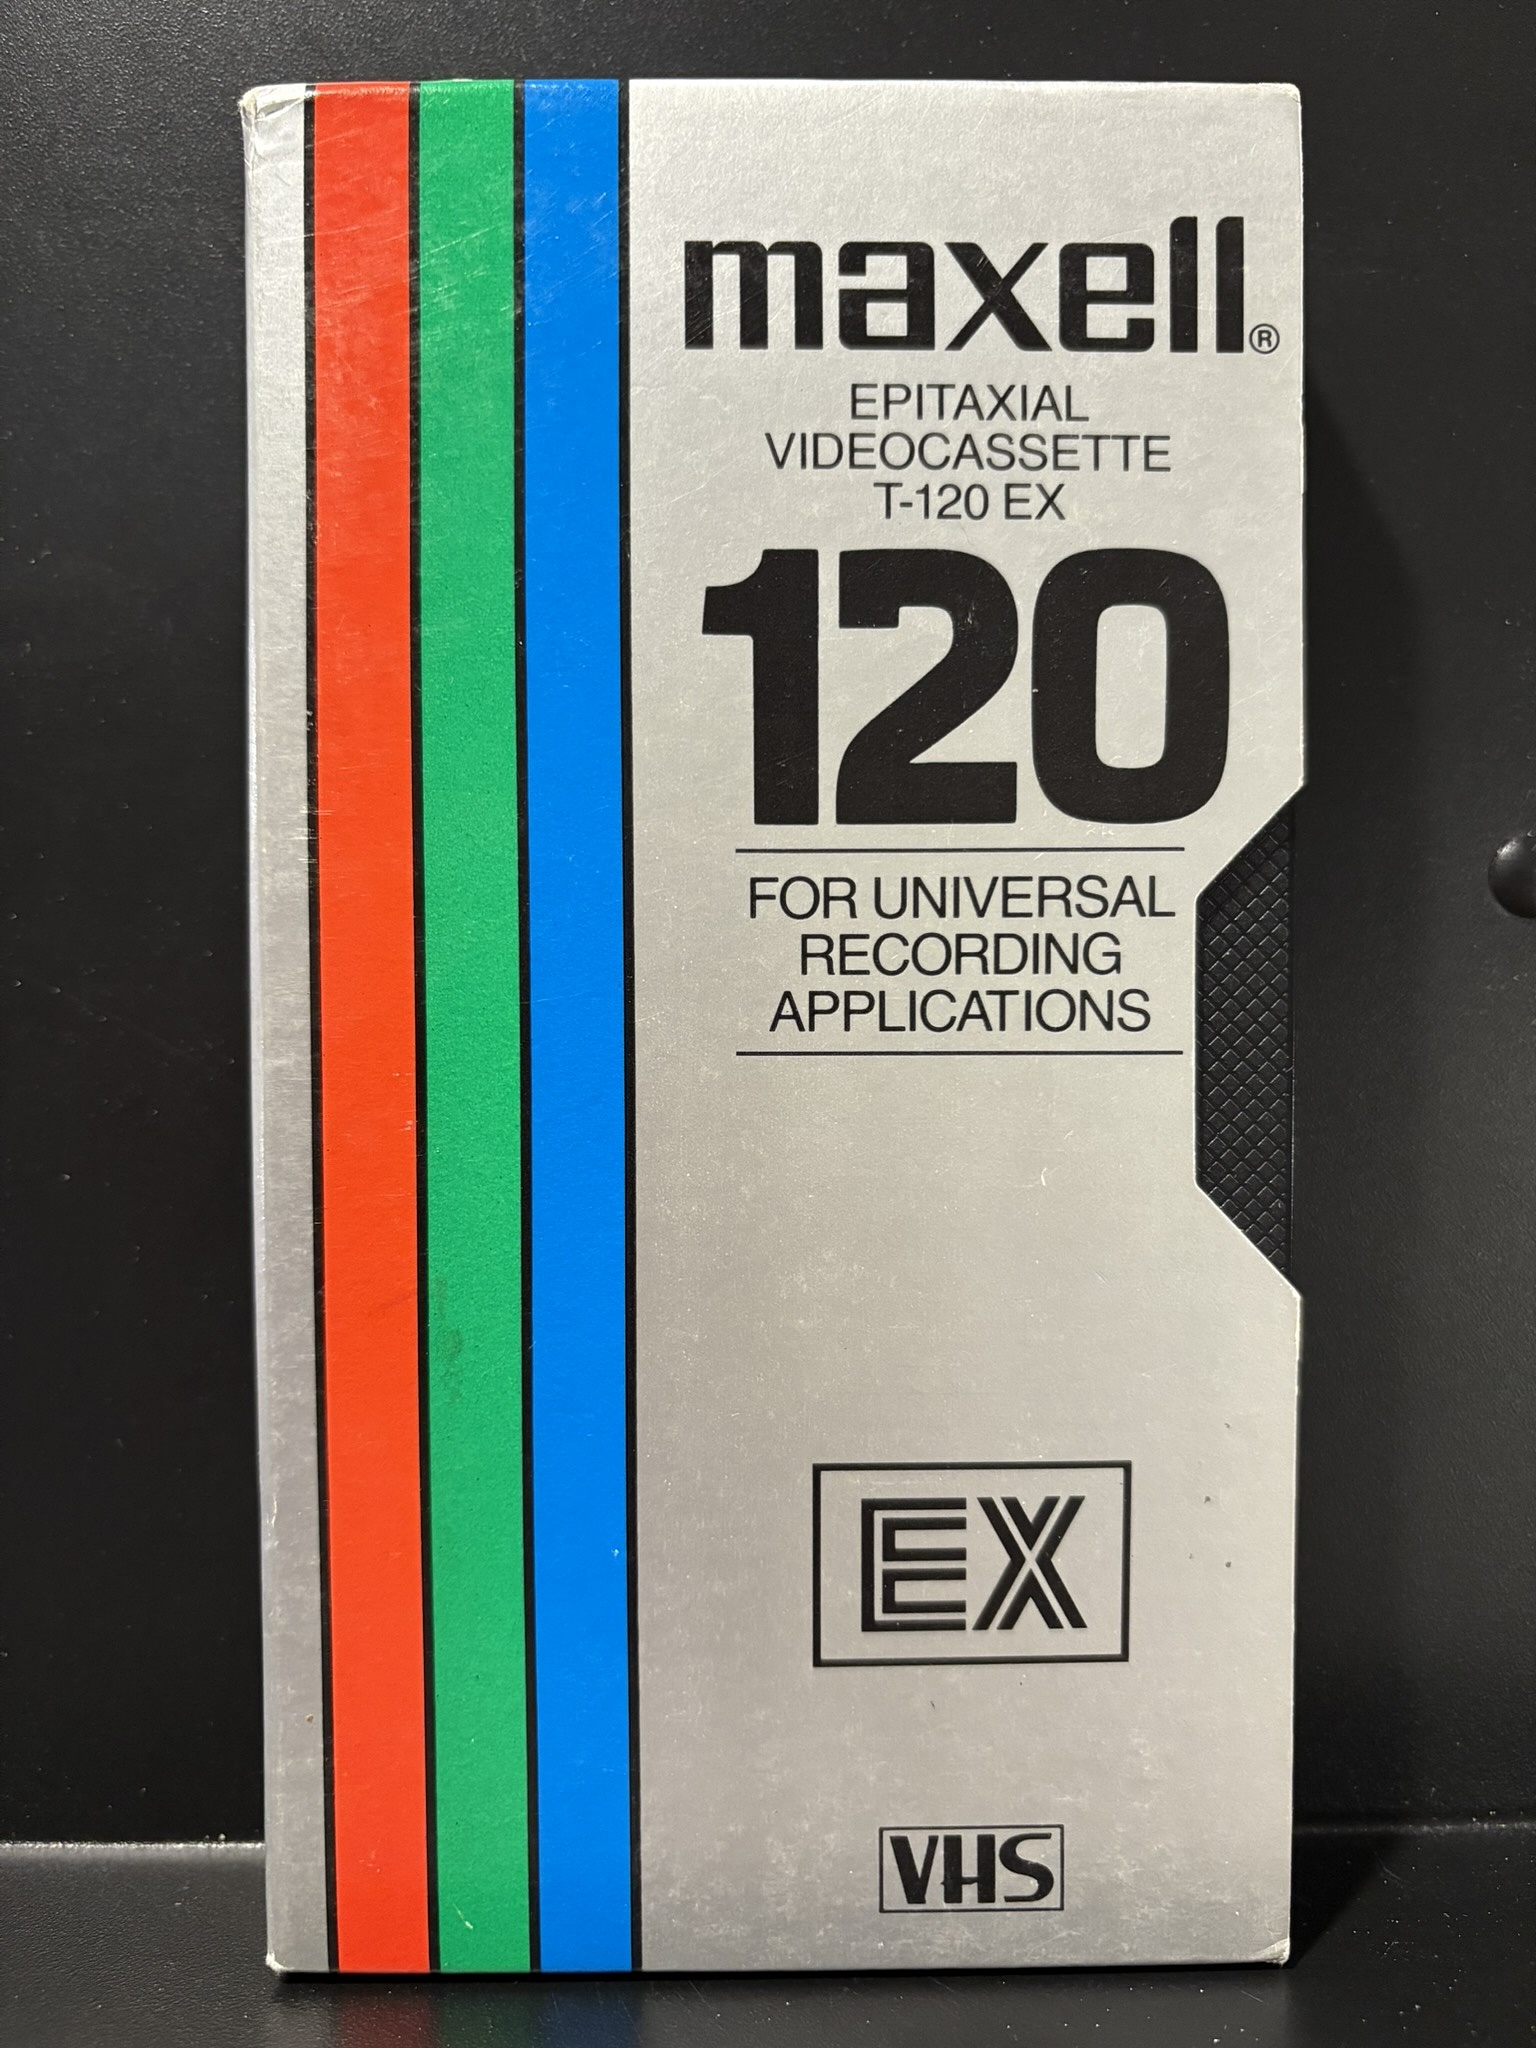 maxell®
EPITAXIAL
VIDEOCASSETTE
T-120 EX
120
FOR UNIVERSAL
RECORDING
APPLICATIONS
EX
VHS